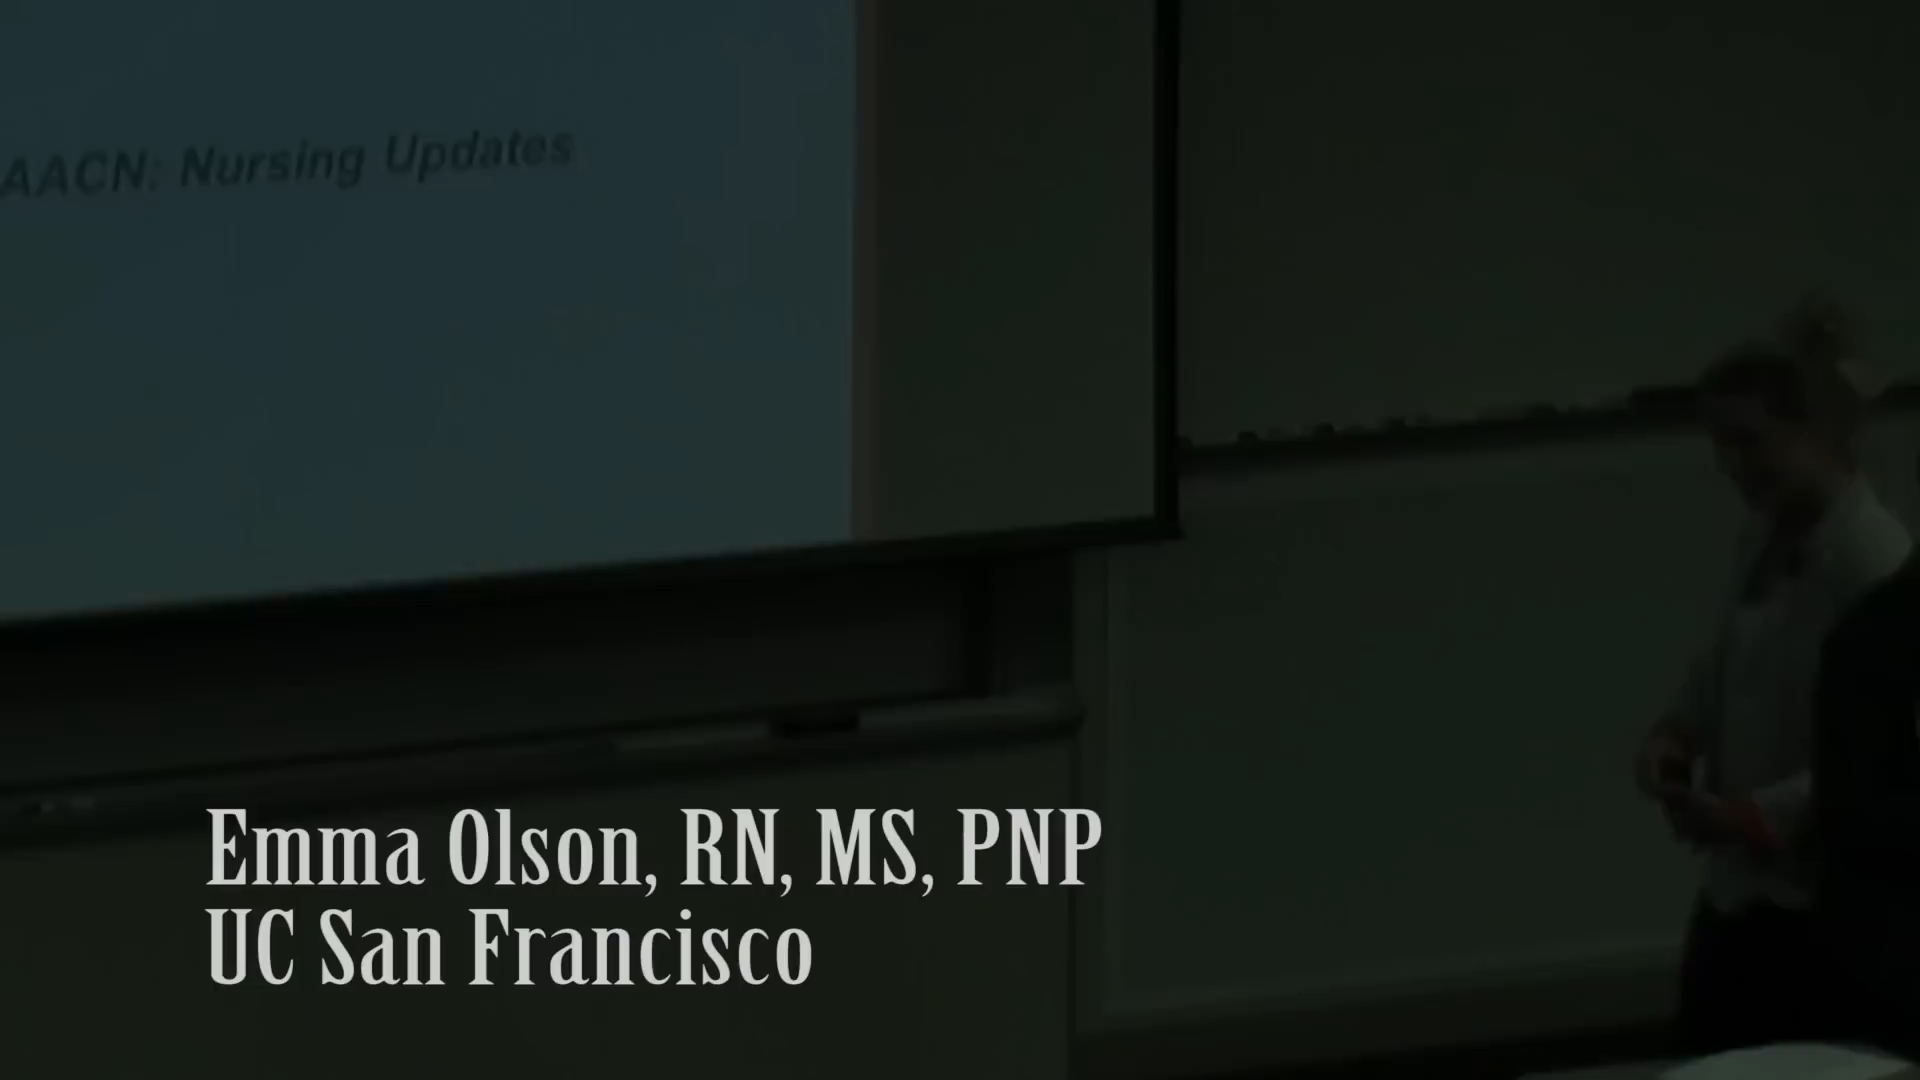 AACN: Nursing Updates
Emma Olson, RN, MS, PNP
UC San Francisco